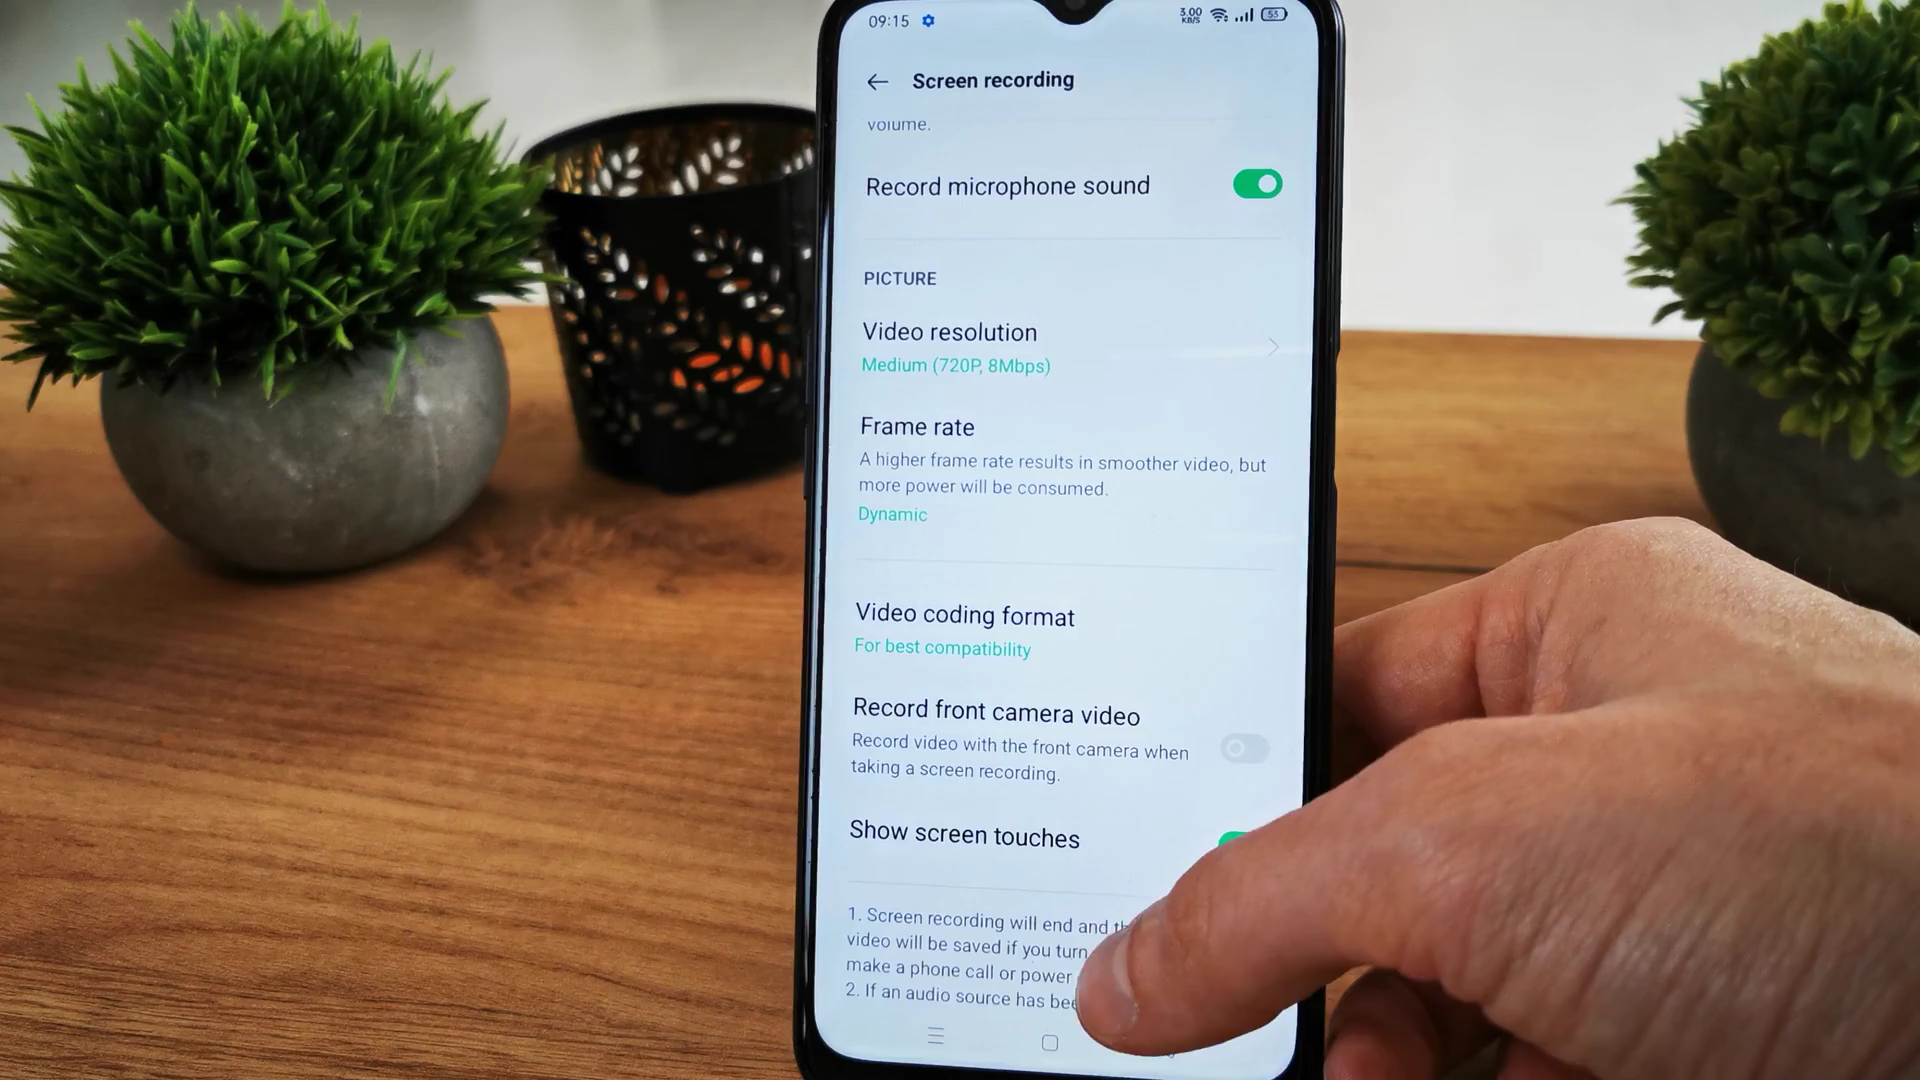 09:15 3.00 KB/S 53
Screen recording
volume.
Record microphone sound
PICTURE
Video resolution
Medium (720P, 8Mbps)
Frame rate
A higher frame rate results in smoother video, but
more power will be consumed.
Dynamic
Video coding format
For best compatibility
Record front camera video
Record video with the front camera when
taking a screen recording.
Show screen touches
1. Screen recording will end and
video will be saved if you turn
make a phone call or power
2. If an audio source has